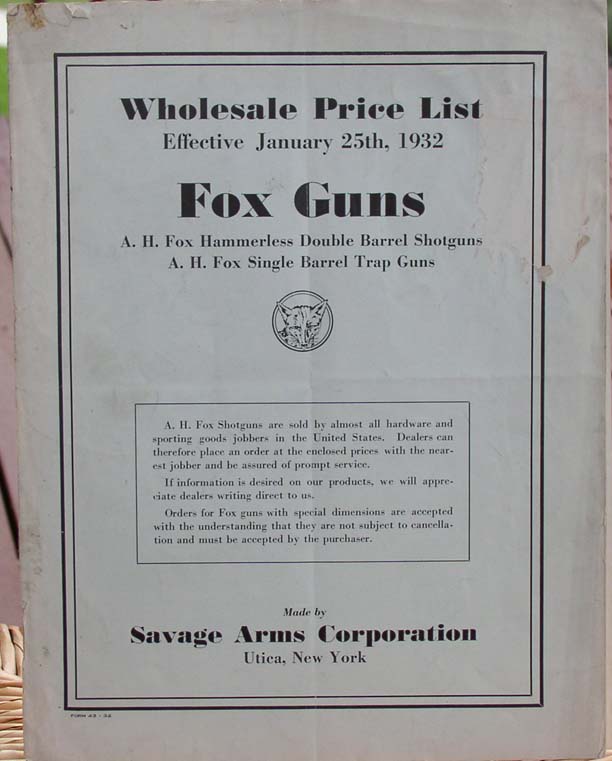 Wholesale Price List
Effective January 25th, 1932
Fox Guns
A. H. Fox Hammerless Double Barrel Shotguns
A. H. Fox Single Barrel Trap Guns
A. H. Fox Shotguns are sold by almost all hardware and
sporting goods jobbers in the United States. Dealers can
therefore place an order at the enclosed prices with the near-
est jobber and be assured of prompt service.
If information is desired on our products, we will appre-
ciate dealers writing direct to us.
Orders for Fox guns with special dimensions are accepted
with the understanding that they are not subject to cancella-
tion and must be accepted by the purchaser.
Made by
Savage Arms Corporation
Utica, New York
FORM 43 - 32